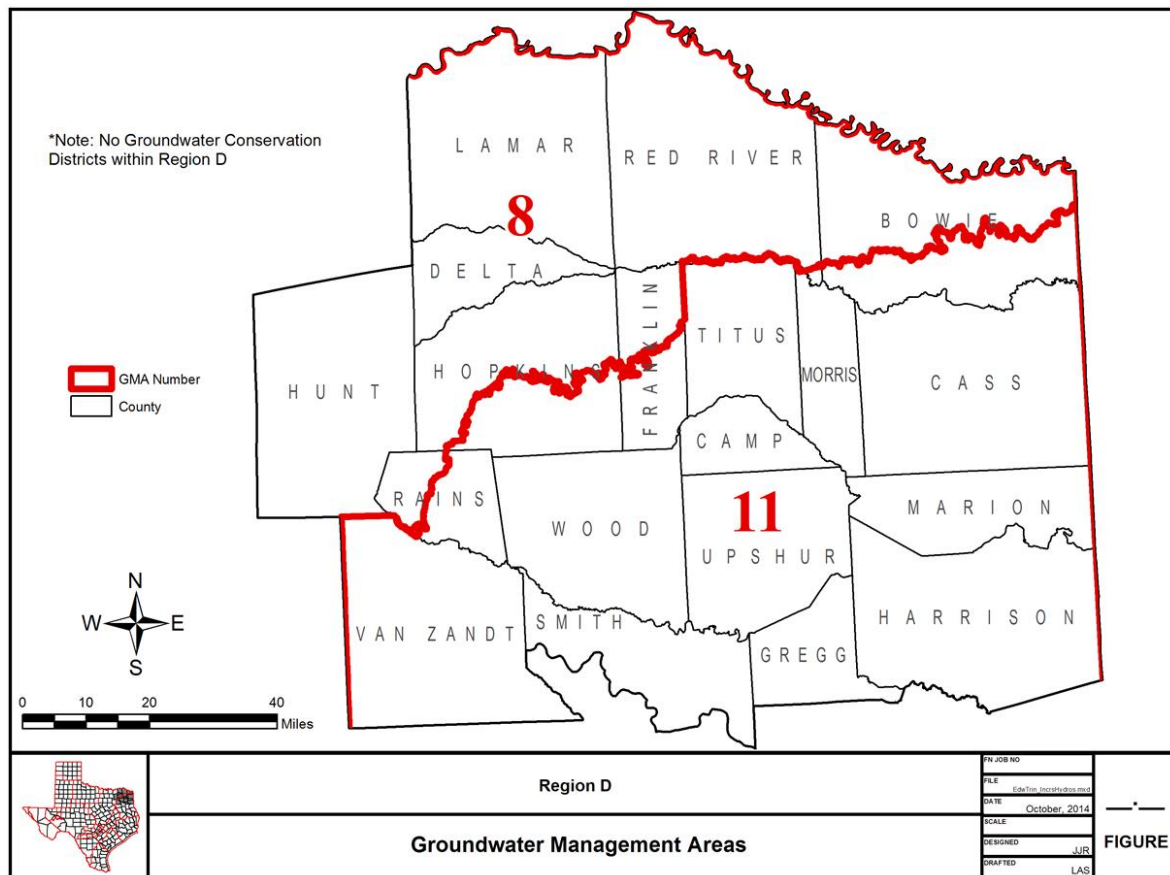 *Note: No Groundwater Conservation
Districts within Region D
LAMAR
RED RIVER
8
BOWIE
DELTA
FRANKLIN
TITUS
HOPKINS
GMA Number
County
HUNT
MORRIS
CASS
CAMP
RAINS
11
WOOD
MARION
UPSHUR
N
W E
S
VAN ZANDT
SMITH
HARRISON
GREGG
0 10 20 40
Miles
Region D
Groundwater Management Areas
FN JOB NO
FILE
EdwTrin_IncrsHydros.mxd
DATE
October, 2014
SCALE
DESIGNED
JJR
DRAFTED
LAS
FIGURE